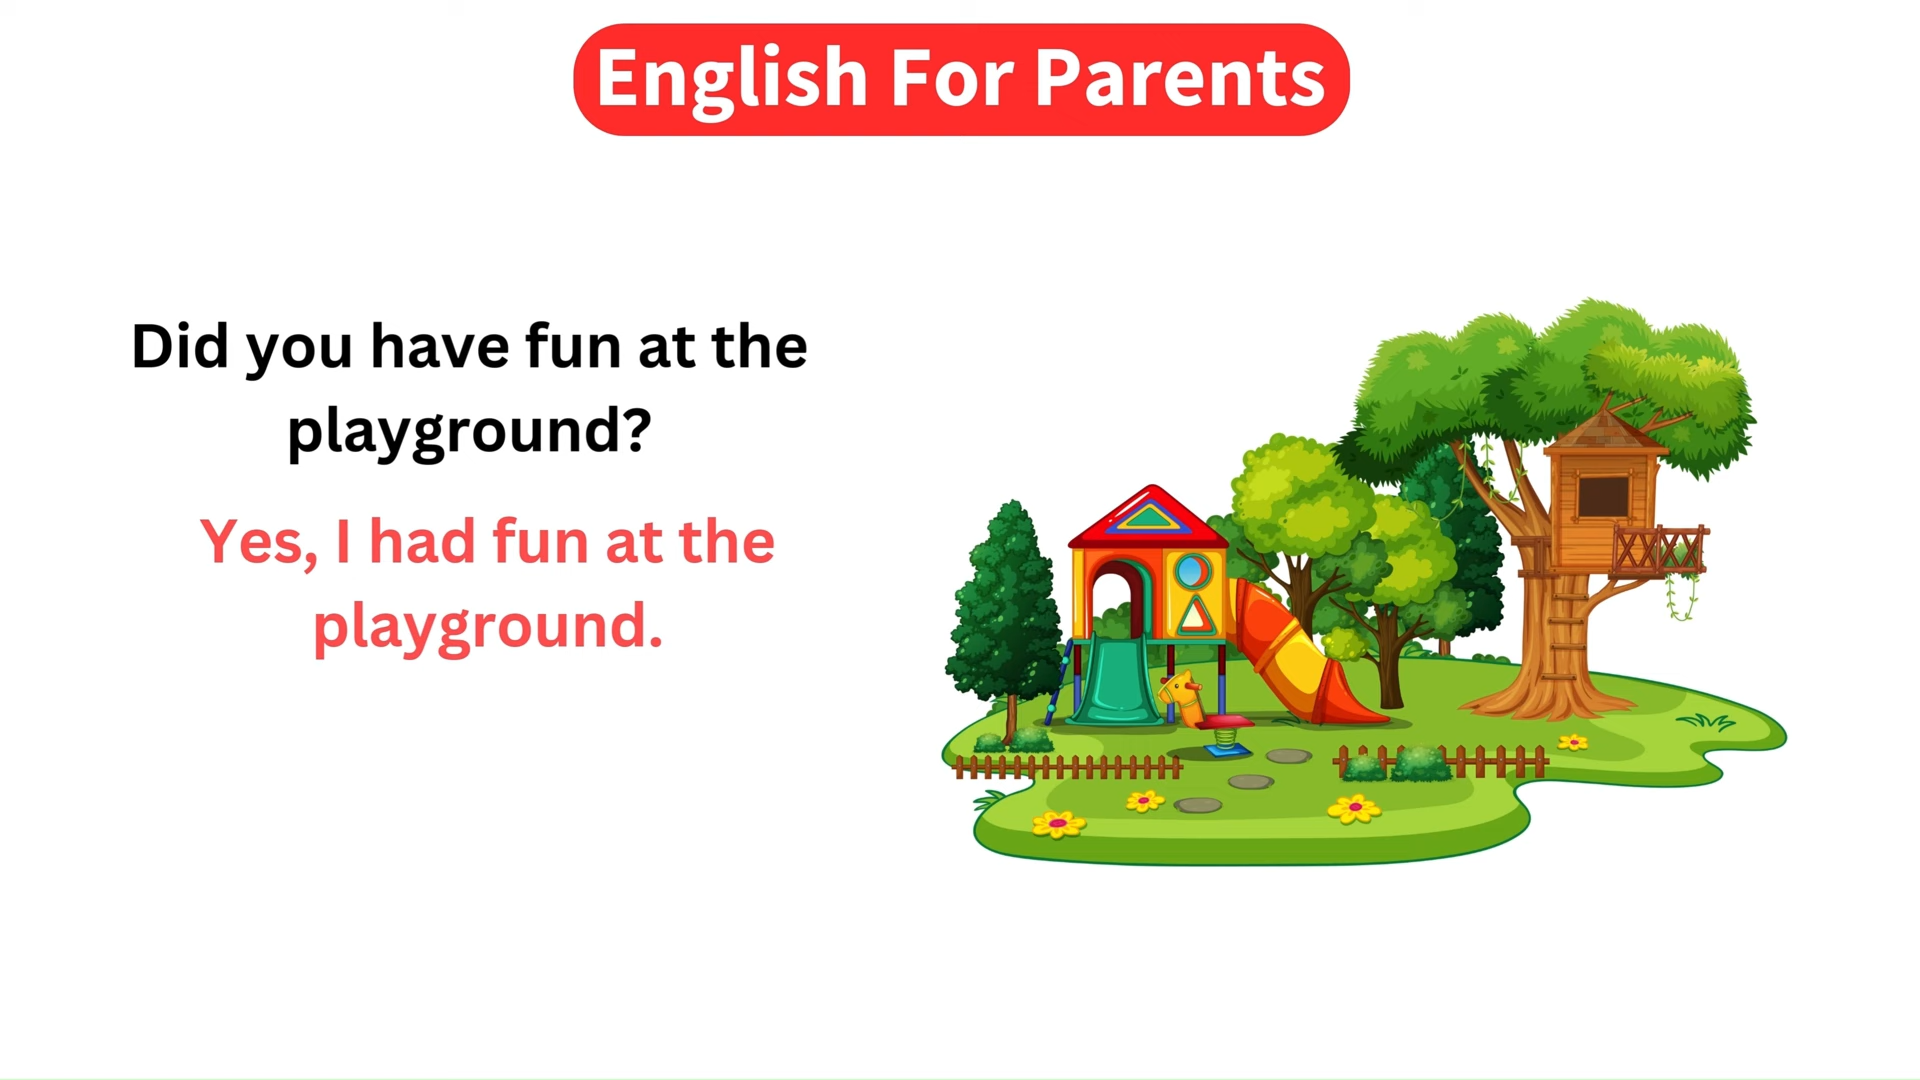 English For Parents
Did you have fun at the
playground?
Yes, I had fun at the
playground.